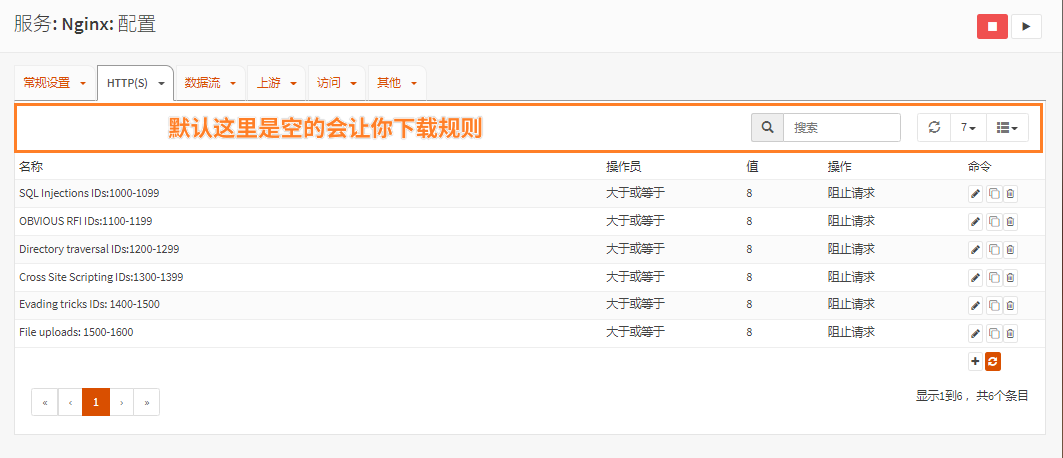 服务: Nginx: 配置
常规设置 HTTP(S) 数据流 上游 访问 其他
默认这里是空的会让你下载规则 搜索 7
名称 操作员 值 操作 命令
SQL Injections IDs:1000-1099 大于或等于 8 阻止请求
OBVIOUS RFI IDs:1100-1199 大于或等于 8 阻止请求
Directory traversal IDs:1200-1299 大于或等于 8 阻止请求
Cross Site Scripting IDs:1300-1399 大于或等于 8 阻止请求
Evading tricks IDs: 1400-1500 大于或等于 8 阻止请求
File uploads: 1500-1600 大于或等于 8 阻止请求
« ‹ 1 › » 显示1到6 ，共6个条目